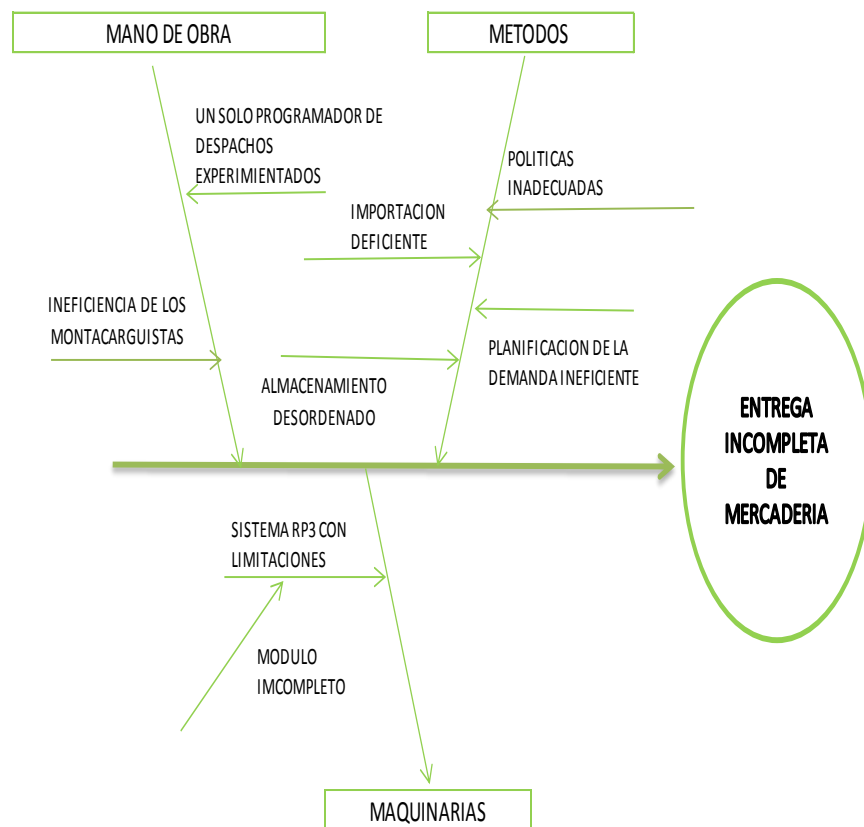 MANO DE OBRA
METODOS
UN SOLO PROGRAMADOR DE
DESPACHOS
EXPERIMIENTADOS
POLITICAS
INADECUADAS
IMPORTACION
DEFICIENTE
INEFICIENCIA DE LOS
MONTACARGUISTAS
PLANIFICACION DE LA
DEMANDA INEFICIENTE
ALMACENAMIENTO
DESORDENADO
ENTREGA
INCOMPLETA
DE
MERCADERIA
SISTEMA RP3 CON
LIMITACIONES
MODULO
IMCOMPLETO
MAQUINARIAS